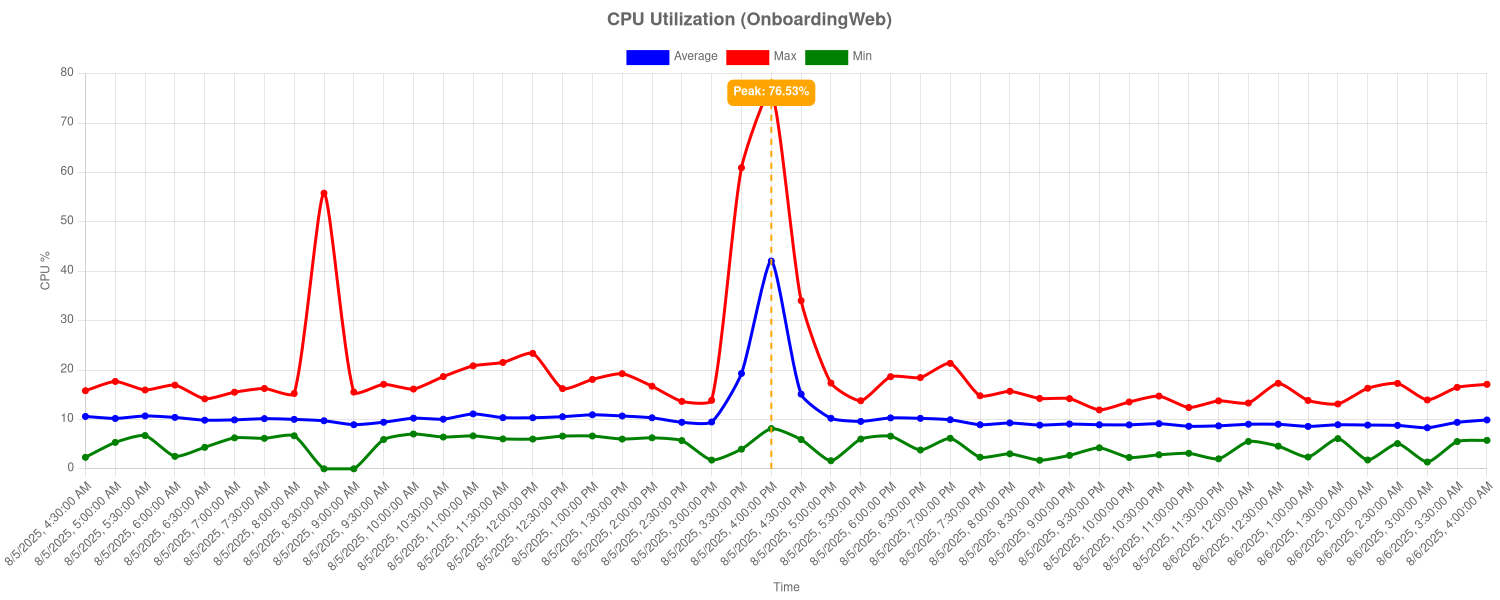 CPU Utilization (OnboardingWeb)
Average Max Min
Peak: 76.53%
80
70
60
50
40
30
20
10
0
CPU %
8/5/2025, 4:30:00 AM
8/5/2025, 5:00:00 AM
8/5/2025, 5:30:00 AM
8/5/2025, 6:00:00 AM
8/5/2025, 6:30:00 AM
8/5/2025, 7:00:00 AM
8/5/2025, 7:30:00 AM
8/5/2025, 8:00:00 AM
8/5/2025, 8:30:00 AM
8/5/2025, 9:00:00 AM
8/5/2025, 9:30:00 AM
8/5/2025, 10:00:00 AM
8/5/2025, 10:30:00 AM
8/5/2025, 11:00:00 AM
8/5/2025, 11:30:00 AM
8/5/2025, 12:00:00 PM
8/5/2025, 12:30:00 PM
8/5/2025, 1:00:00 PM
8/5/2025, 1:30:00 PM
8/5/2025, 2:00:00 PM
8/5/2025, 2:30:00 PM
8/5/2025, 3:00:00 PM
8/5/2025, 3:30:00 PM
8/5/2025, 4:00:00 PM
8/5/2025, 4:30:00 PM
8/5/2025, 5:00:00 PM
8/5/2025, 5:30:00 PM
8/5/2025, 6:00:00 PM
8/5/2025, 6:30:00 PM
8/5/2025, 7:00:00 PM
8/5/2025, 7:30:00 PM
8/5/2025, 8:00:00 PM
8/5/2025, 8:30:00 PM
8/5/2025, 9:00:00 PM
8/5/2025, 9:30:00 PM
8/5/2025, 10:00:00 PM
8/5/2025, 10:30:00 PM
8/5/2025, 11:00:00 PM
8/5/2025, 11:30:00 PM
8/6/2025, 12:00:00 AM
8/6/2025, 12:30:00 AM
8/6/2025, 1:00:00 AM
8/6/2025, 1:30:00 AM
8/6/2025, 2:00:00 AM
8/6/2025, 2:30:00 AM
8/6/2025, 3:00:00 AM
8/6/2025, 3:30:00 AM
8/6/2025, 4:00:00 AM
Time